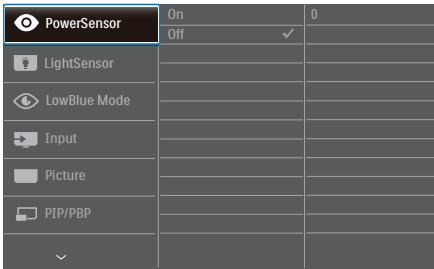 PowerSensor
On
0
Off
LightSensor
LowBlue Mode
Input
Picture
PIP/PBP